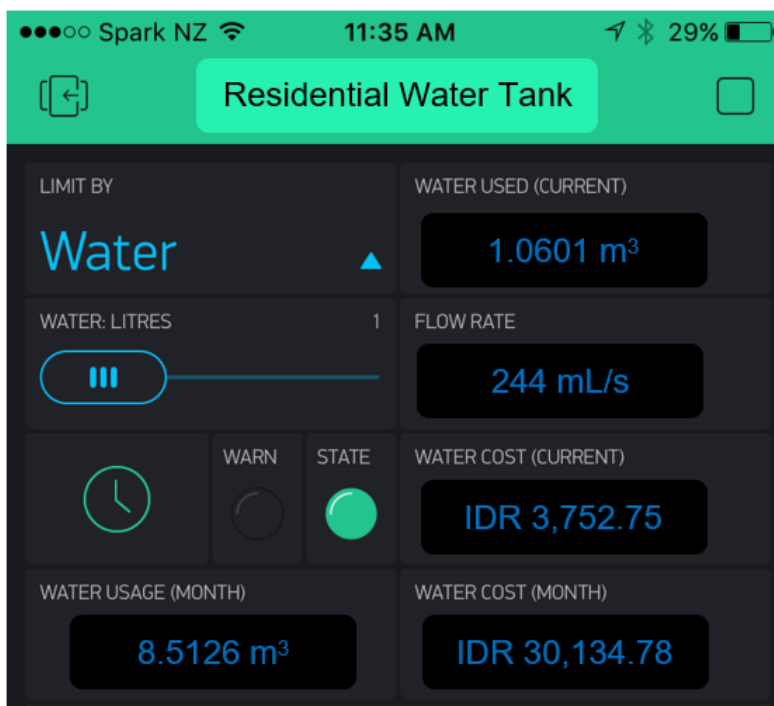 Spark NZ 11:35 AM 29%
Residential Water Tank
LIMIT BY
Water
WATER USED (CURRENT)
1.0601 m³
WATER: LITRES 1
FLOW RATE
244 mL/s
WARN
STATE
WATER COST (CURRENT)
IDR 3,752.75
WATER USAGE (MONTH)
8.5126 m³
WATER COST (MONTH)
IDR 30,134.78